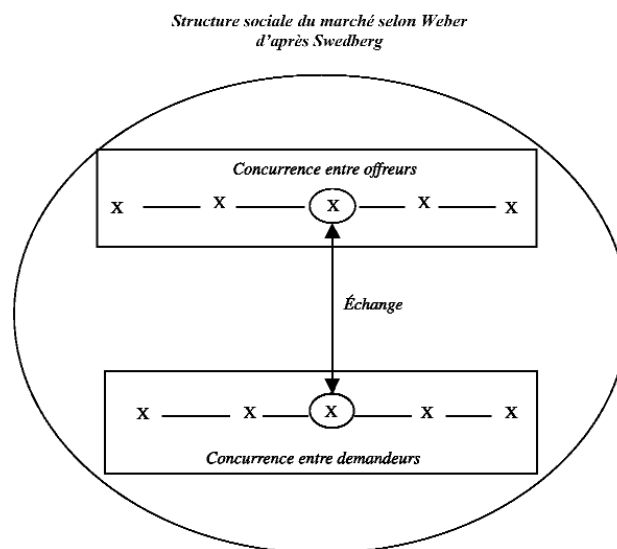 Structure sociale du marché selon Weber
d'après Swedberg
Concurrence entre offreurs
x x x x x
Échange
x x x x x
Concurrence entre demandeurs